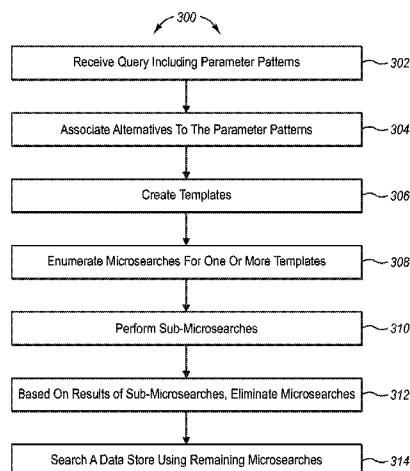 300
Receive Query Including Parameter Patterns 302
Associate Alternatives To The Parameter Patterns 304
Create Templates 306
Enumerate Microsearches For One Or More Templates 308
Perform Sub-Microsearches 310
Based On Results of Sub-Microsearches, Eliminate Microsearches 312
Search A Data Store Using Remaining Microsearches 314